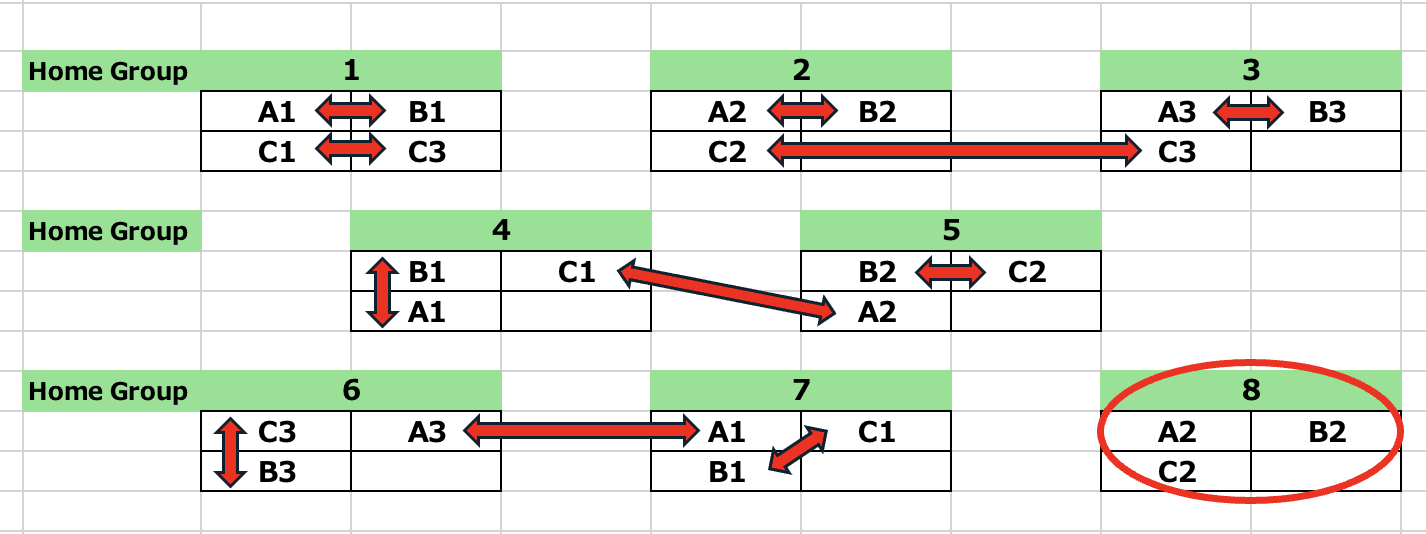 Home Group 1 2 3
A1 B1 A2 B2 A3 B3
C1 C3 C2 C3
Home Group 4 5
B1 C1 B2 C2
A1 A2
Home Group 6 7 8
C3 A3 A1 C1 A2 B2
B3 B1 C2